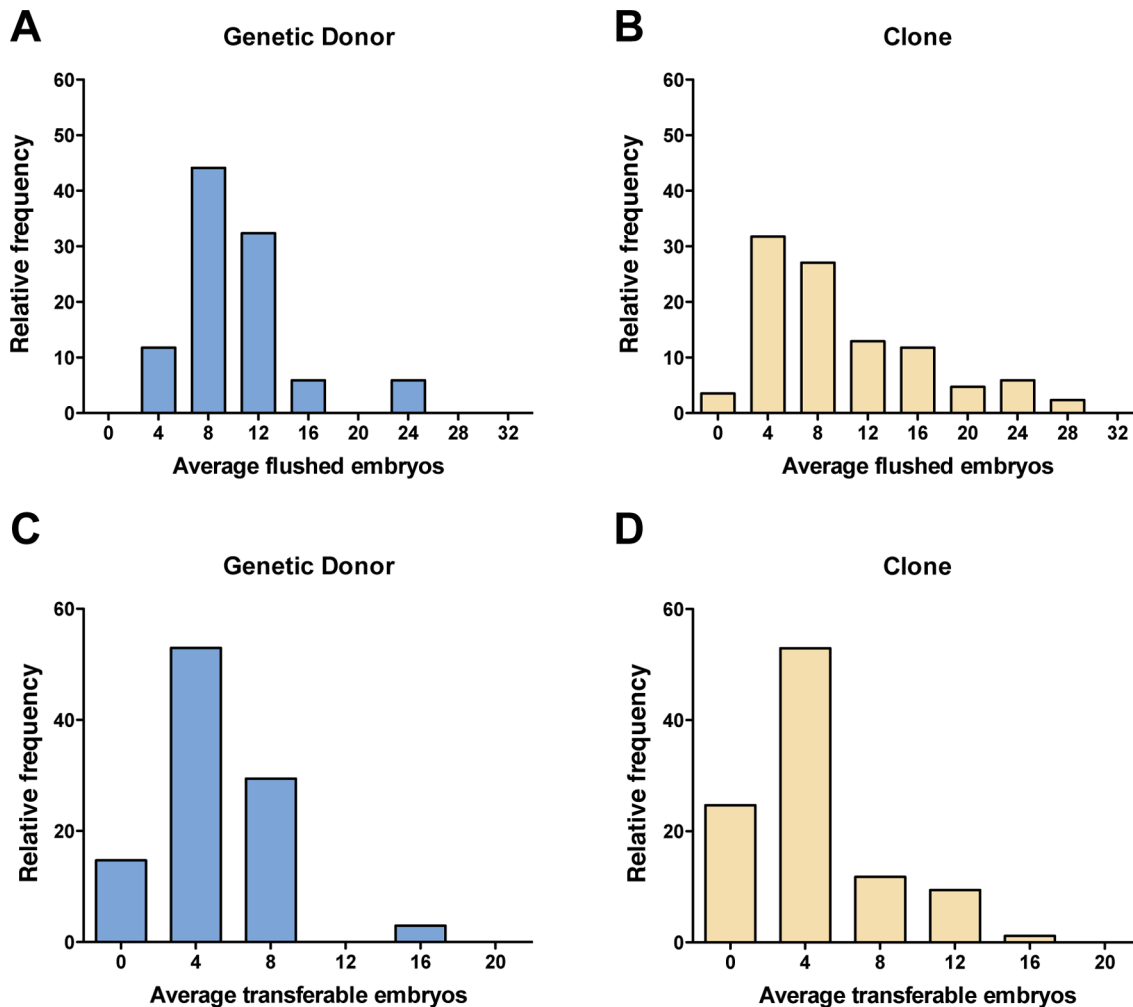 A
Genetic Donor
60
50
40
30
20
10
0
Relative frequency
0 4 8 12 16 20 24 28 32
Average flushed embryos
B
Clone
60
50
40
30
20
10
0
Relative frequency
0 4 8 12 16 20 24 28 32
Average flushed embryos
C
Genetic Donor
60
40
20
0
Relative frequency
0 4 8 12 16 20
Average transferable embryos
D
Clone
60
40
20
0
Relative frequency
0 4 8 12 16 20
Average transferable embryos